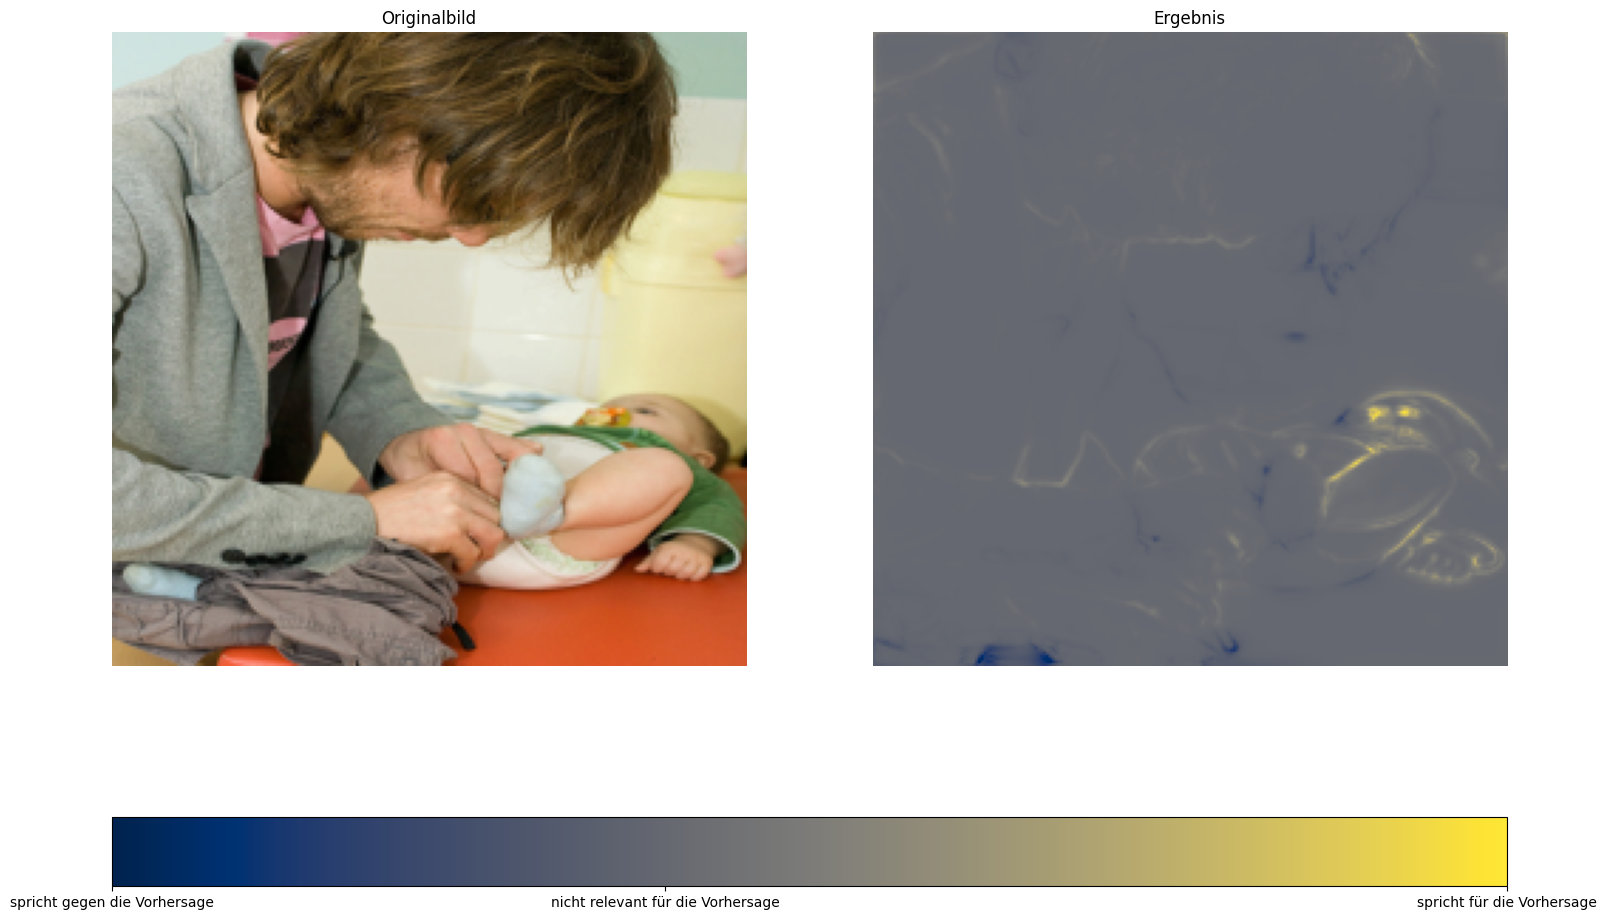 Originalbild
Ergebnis
spricht gegen die Vorhersage
nicht relevant für die Vorhersage
spricht für die Vorhersage